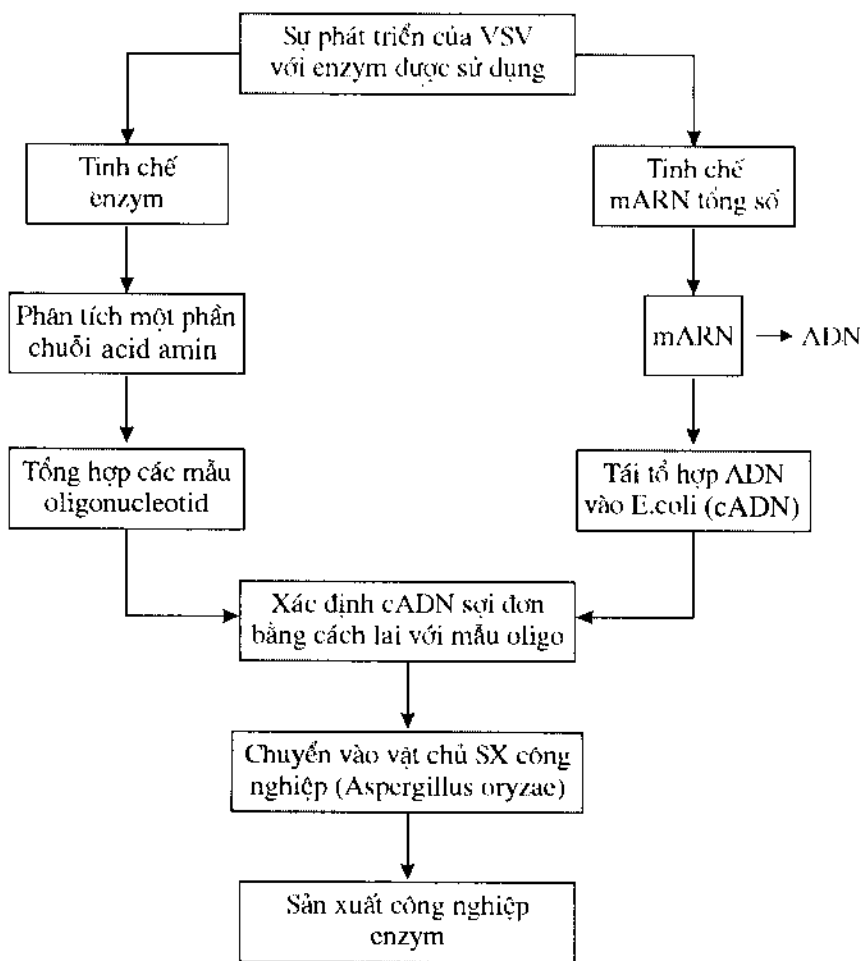 Sự phát triển của VSV
với enzym được sử dụng
Tinh chế
enzym
Tinh chế
mARN tổng số
Phân tích một phần
chuỗi acid amin
mARN
ADN
Tổng hợp các mẫu
oligonucleotid
Tái tổ hợp ADN
vào E.coli (cADN)
Xác định cADN sợi đơn
bằng cách lai với mẫu oligo
Chuyển vào vật chủ SX công
nghiệp (Aspergillus oryzae)
Sản xuất công nghiệp
enzym